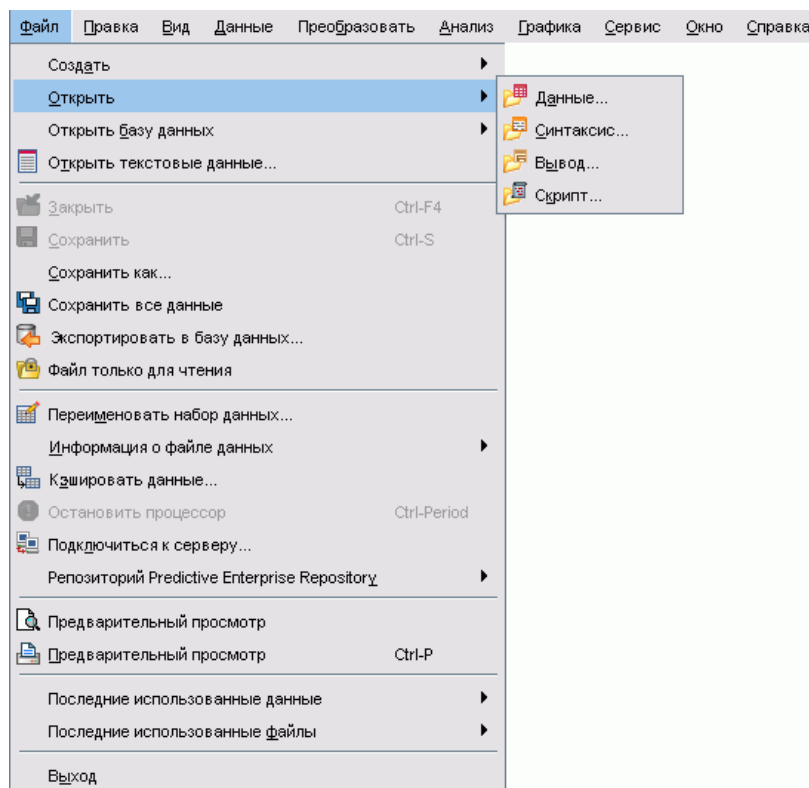 Файл Правка Вид Данные Преобразовать Анализ Графика Сервис Окно Справка
Создать
Открыть
Открыть базу данных
Открыть текстовые данные...
Закрыть Ctrl-F4
Сохранить Ctrl-S
Сохранить как...
Сохранить все данные
Экспортировать в базу данных...
Файл только для чтения
Переименовать набор данных...
Информация о файле данных
Кэшировать данные...
Остановить процессор Ctrl-Period
Подключиться к серверу...
Репозиторий Predictive Enterprise Repository
Предварительный просмотр
Предварительный просмотр Ctrl-P
Последние использованные данные
Последние использованные файлы
Выход
Данные...
Синтаксис...
Вывод...
Скрипт...